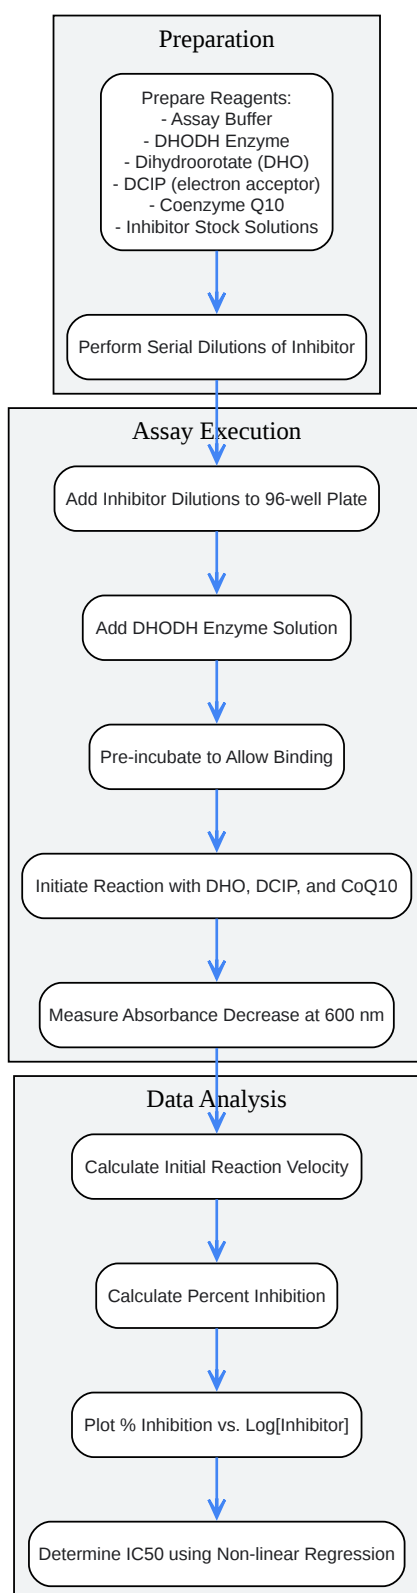 Preparation
Prepare Reagents:
- Assay Buffer
- DHODH Enzyme
- Dihydroorotate (DHO)
- DCIP (electron acceptor)
- Coenzyme Q10
- Inhibitor Stock Solutions
Perform Serial Dilutions of Inhibitor
Assay Execution
Add Inhibitor Dilutions to 96-well Plate
Add DHODH Enzyme Solution
Pre-incubate to Allow Binding
Initiate Reaction with DHO, DCIP, and CoQ10
Measure Absorbance Decrease at 600 nm
Data Analysis
Calculate Initial Reaction Velocity
Calculate Percent Inhibition
Plot % Inhibition vs. Log[Inhibitor]
Determine IC50 using Non-linear Regression